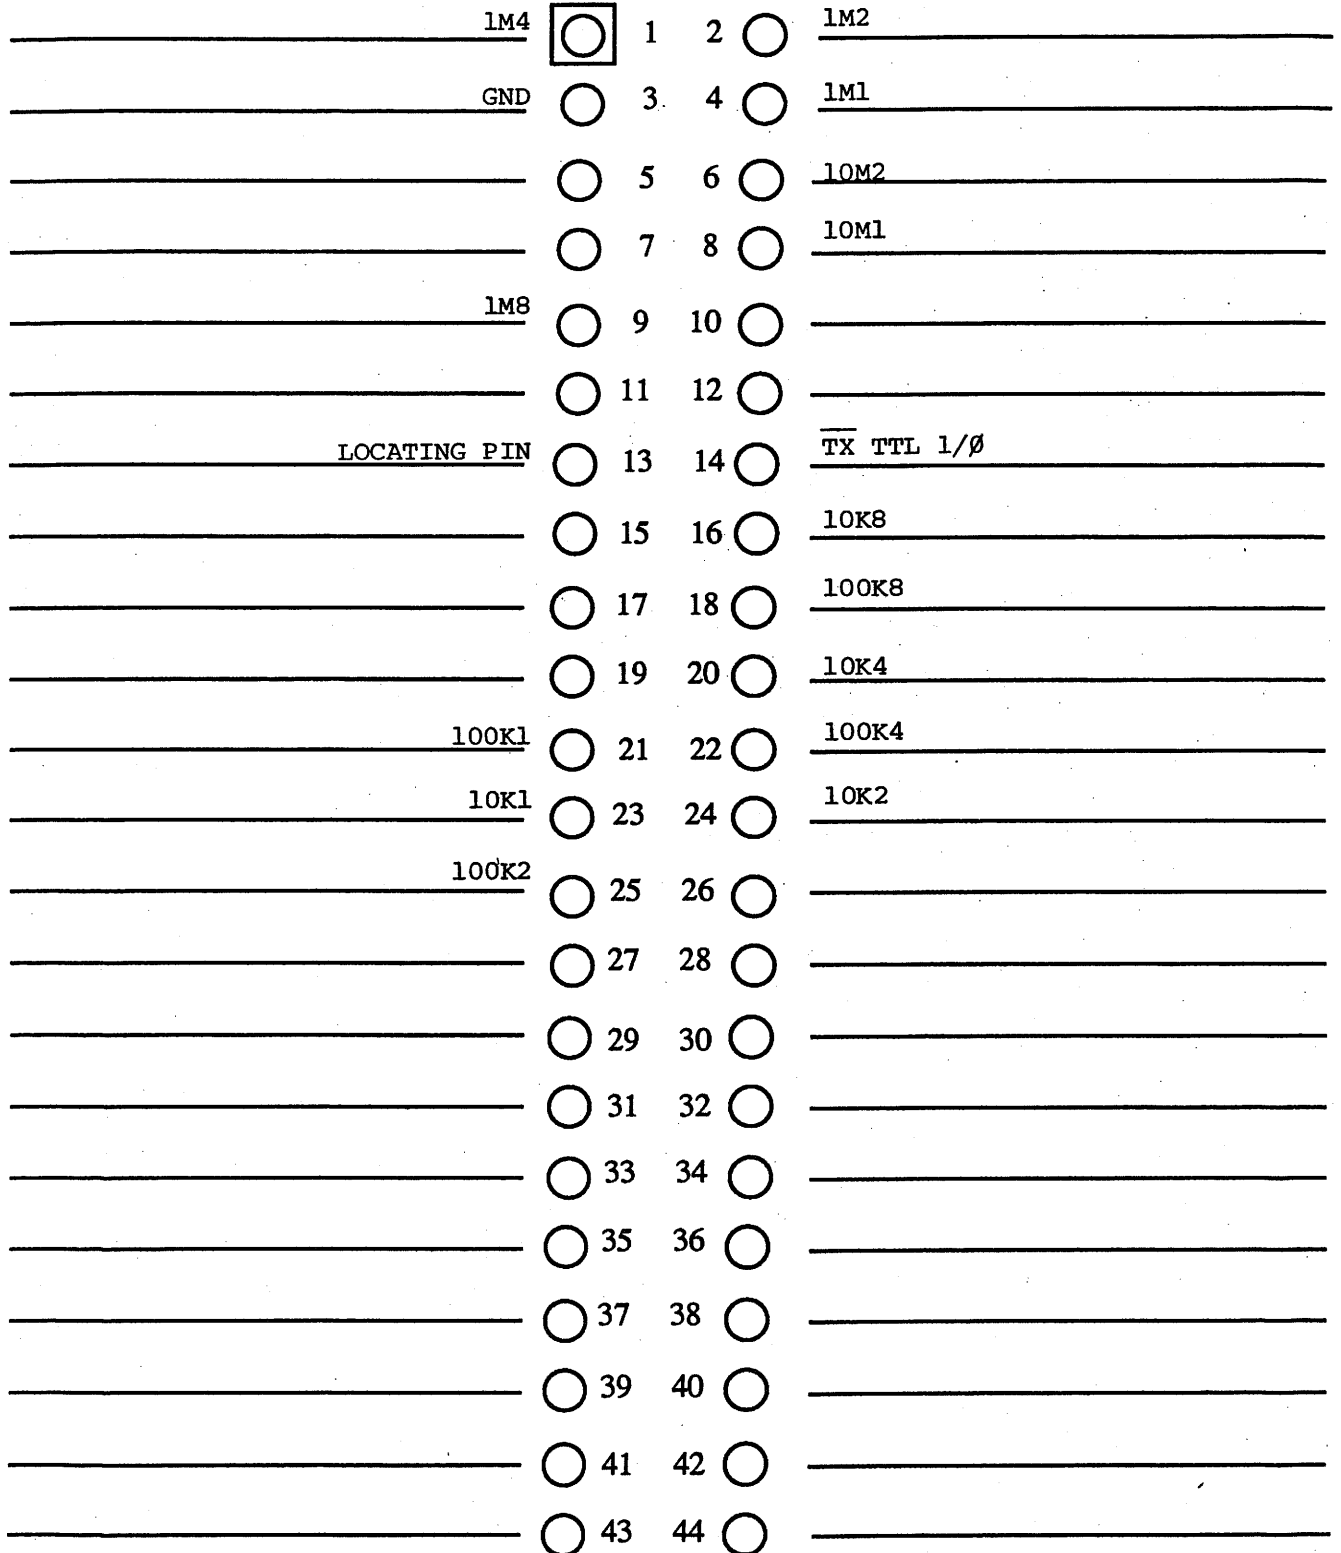 1M4 1 2 1M2
GND 3 4 1M1
5 6 10M2
7 8 10M1
1M8 9 10
11 12
LOCATING PIN 13 14 T̅X̅ TTL 1/Ø
15 16 10K8
17 18 100K8
19 20 10K4
100K1 21 22 100K4
10K1 23 24 10K2
100K2 25 26
27 28
29 30
31 32
33 34
35 36
37 38
39 40
41 42
43 44